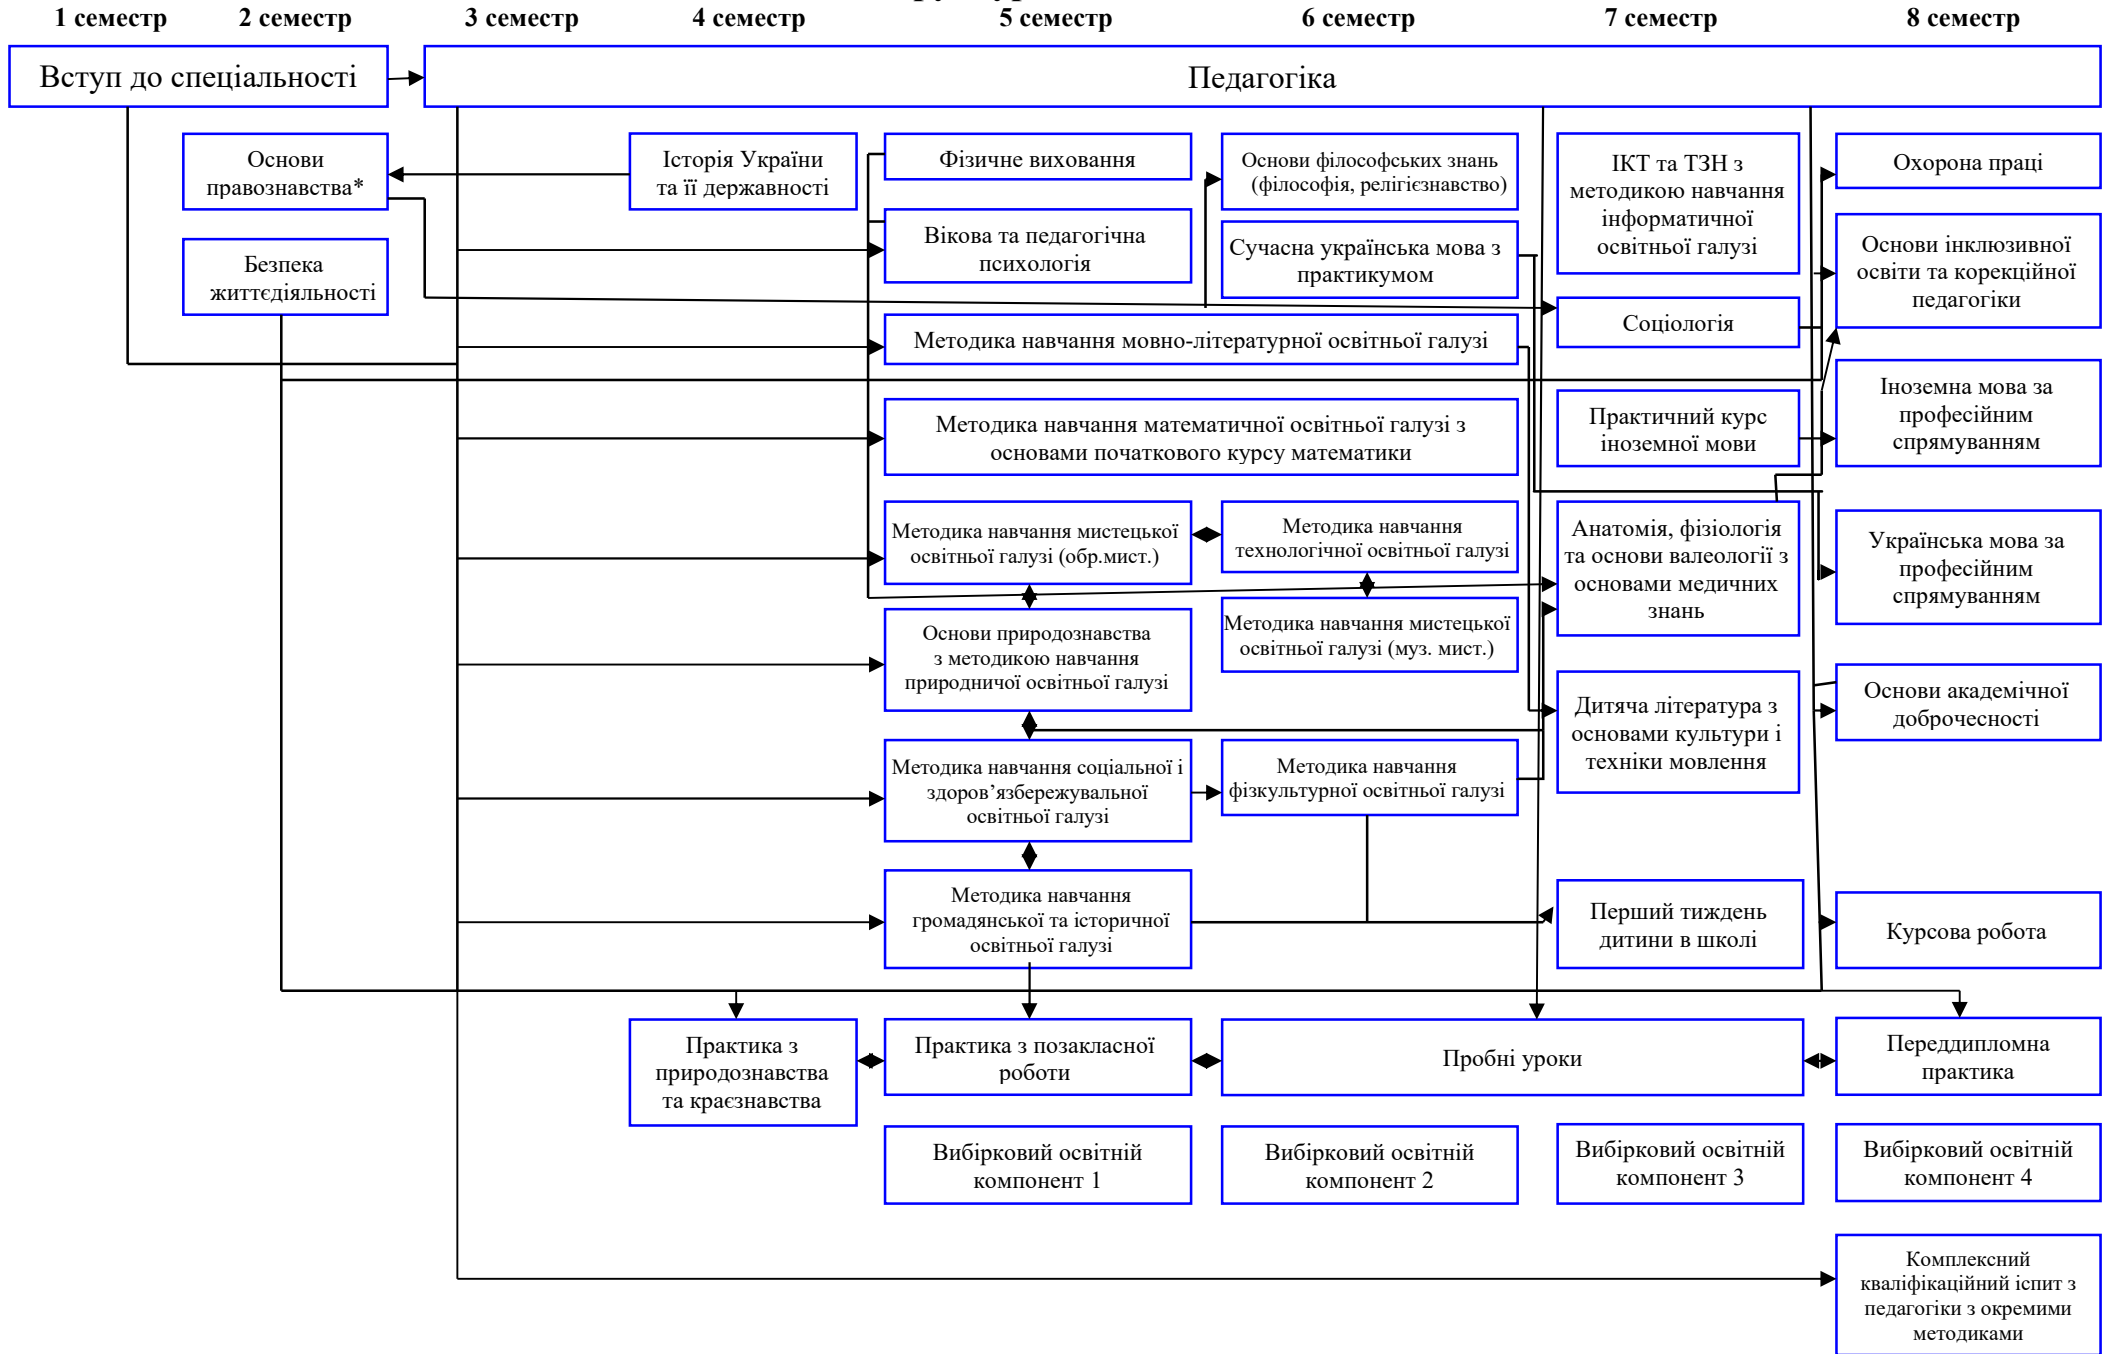 1 семестр
2 семестр
3 семестр
4 семестр
5 семестр
6 семестр
7 семестр
8 семестр
Вступ до спеціальності
Педагогіка
Основи
правознавства*
Історія України
та її державності
Фізичне виховання
Основи філософських знань
(філософія, релігієзнавство)
ІКТ та ТЗН з
методикою навчання
інформатичної
освітньої галузі
Охорона праці
Безпека
життєдіяльності
Вікова та педагогічна
психологія
Сучасна українська мова з
практикумом
Основи інклюзивної
освіти та корекційної
педагогіки
Методика навчання мовно-літературної освітньої галузі
Соціологія
Методика навчання математичної освітньої галузі з
основами початкового курсу математики
Практичний курс
іноземної мови
Іноземна мова за
професійним
спрямуванням
Методика навчання мистецької
освітньої галузі (обр.мист.)
Методика навчання
технологічної освітньої галузі
Анатомія, фізіологія
та основи валеології з
основами медичних
знань
Українська мова за
професійним
спрямуванням
Основи природознавства
з методикою навчання
природничої освітньої галузі
Методика навчання мистецької
освітньої галузі (муз. мист.)
Дитяча література з
основами культури і
техніки мовлення
Основи академічної
доброчесності
Методика навчання соціальної і
здоров’язбережувальної
освітньої галузі
Методика навчання
фізкультурної освітньої галузі
Методика навчання
громадянської та історичної
освітньої галузі
Перший тиждень
дитини в школі
Курсова робота
Практика з
природознавства
та краєзнавства
Практика з позакласної
роботи
Пробні уроки
Переддипломна
практика
Вибірковий освітній
компонент 1
Вибірковий освітній
компонент 2
Вибірковий освітній
компонент 3
Вибірковий освітній
компонент 4
Комплексний
кваліфікаційний іспит з
педагогіки з окремими
методиками